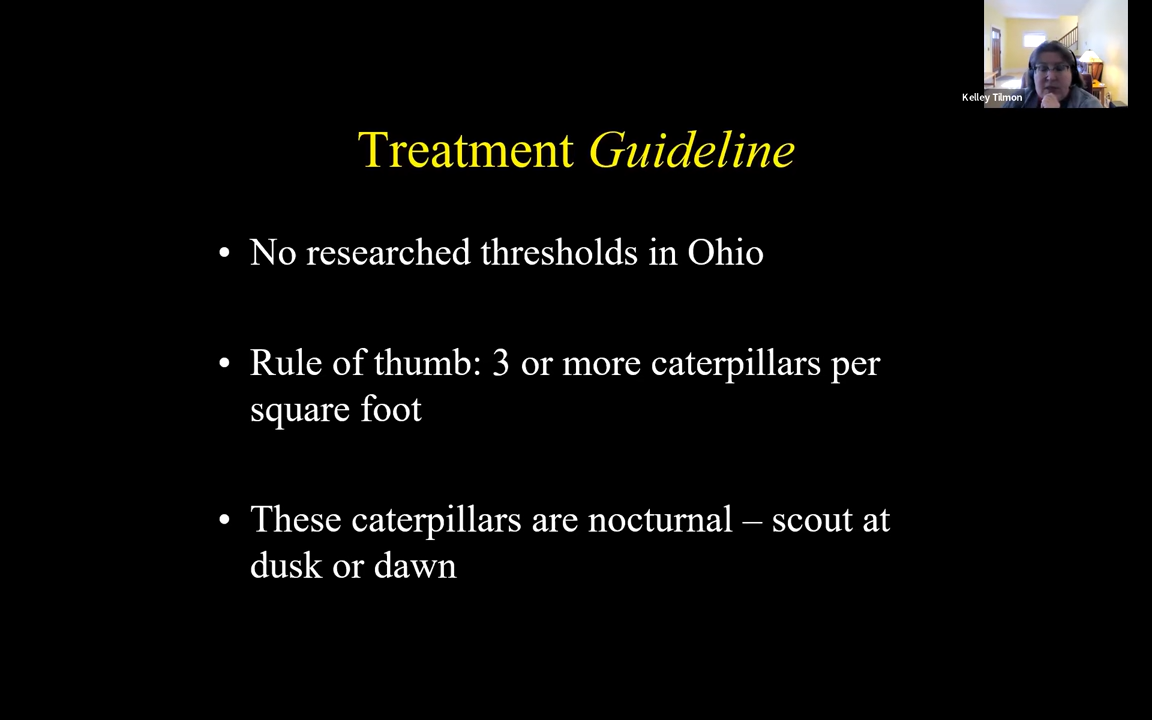 Kelley Tilmon
Treatment Guideline
• No researched thresholds in Ohio
• Rule of thumb: 3 or more caterpillars per
square foot
• These caterpillars are nocturnal – scout at
dusk or dawn